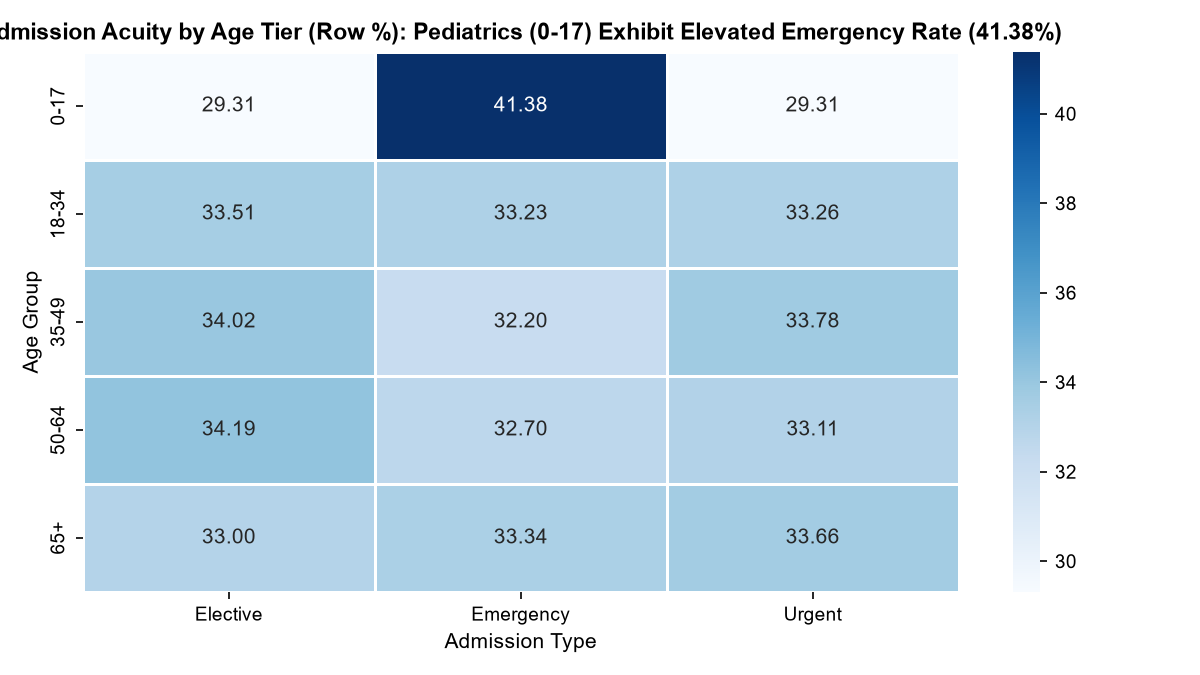 dmission Acuity by Age Tier (Row %): Pediatrics (0-17) Exhibit Elevated Emergency Rate (41.38%)
Age Group
0-17 29.31 41.38 29.31
18-34 33.51 33.23 33.26
35-49 34.02 32.20 33.78
50-64 34.19 32.70 33.11
65+ 33.00 33.34 33.66
Elective Emergency Urgent
Admission Type
40
38
36
34
32
30